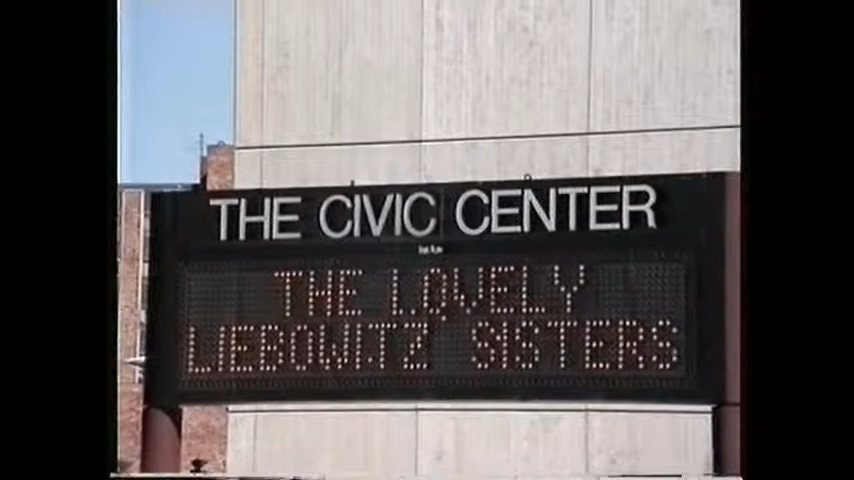 THE CIVIC CENTER
THE LOVELY
LIEBOWITZ SISTERS